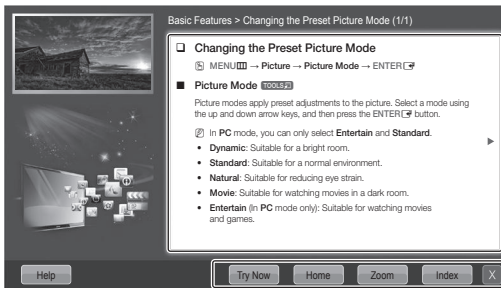 Basic Features > Changing the Preset Picture Mode (1/1)
❑ Changing the Preset Picture Mode
MENU → Picture → Picture Mode → ENTER
■ Picture Mode TOOLS
Picture modes apply preset adjustments to the picture. Select a mode using
the up and down arrow keys, and then press the ENTER button.
In PC mode, you can only select Entertain and Standard.
• Dynamic: Suitable for a bright room.
• Standard: Suitable for a normal environment.
• Natural: Suitable for reducing eye strain.
• Movie: Suitable for watching movies in a dark room.
• Entertain (In PC mode only): Suitable for watching movies
and games.
Help
Try Now
Home
Zoom
Index
X